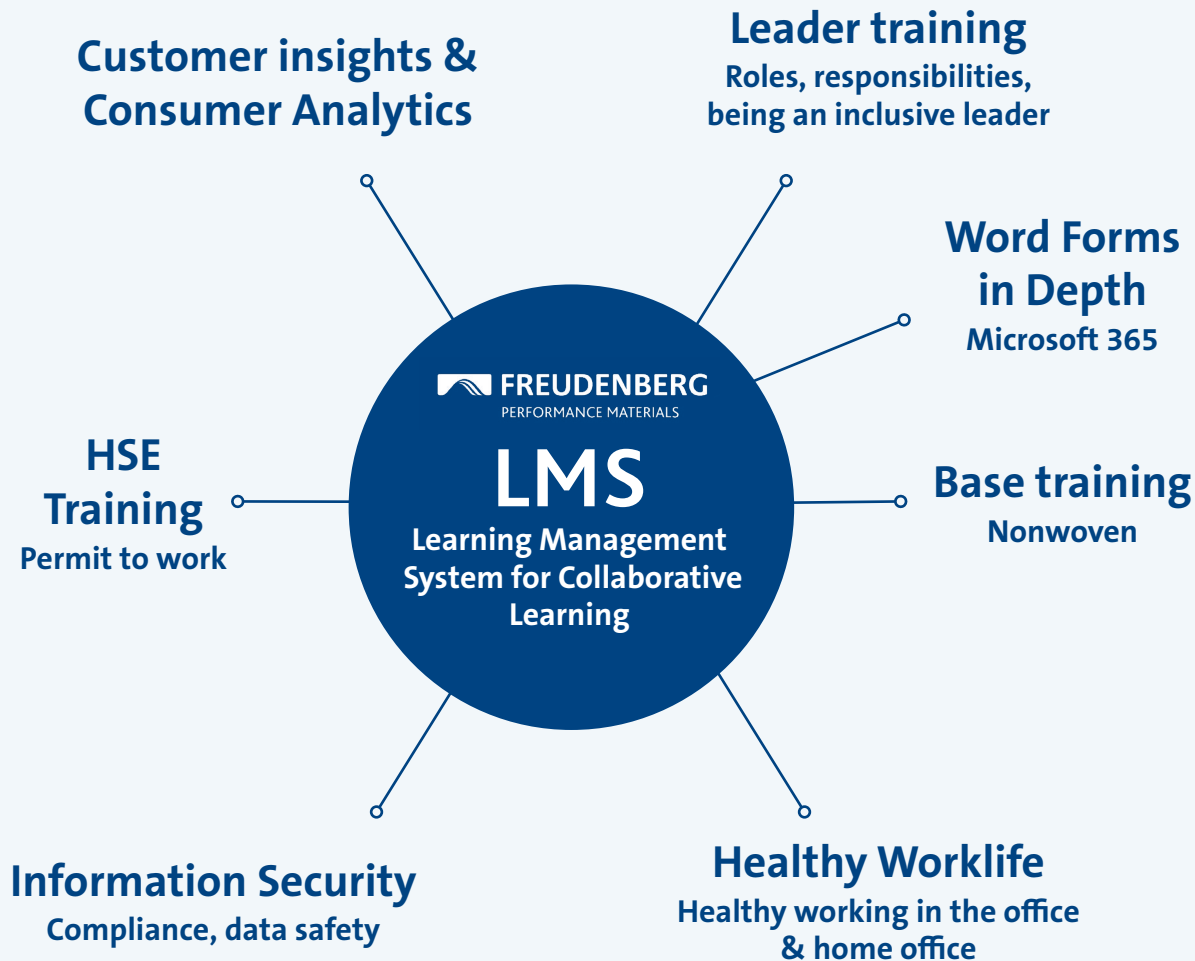 Customer insights &
Consumer Analytics
Leader training
Roles, responsibilities,
being an inclusive leader
Word Forms
in Depth
Microsoft 365
FREUDENBERG
PERFORMANCE MATERIALS
LMS
Learning Management
System for Collaborative
Learning
HSE
Training
Permit to work
Base training
Nonwoven
Information Security
Compliance, data safety
Healthy Worklife
Healthy working in the office
& home office